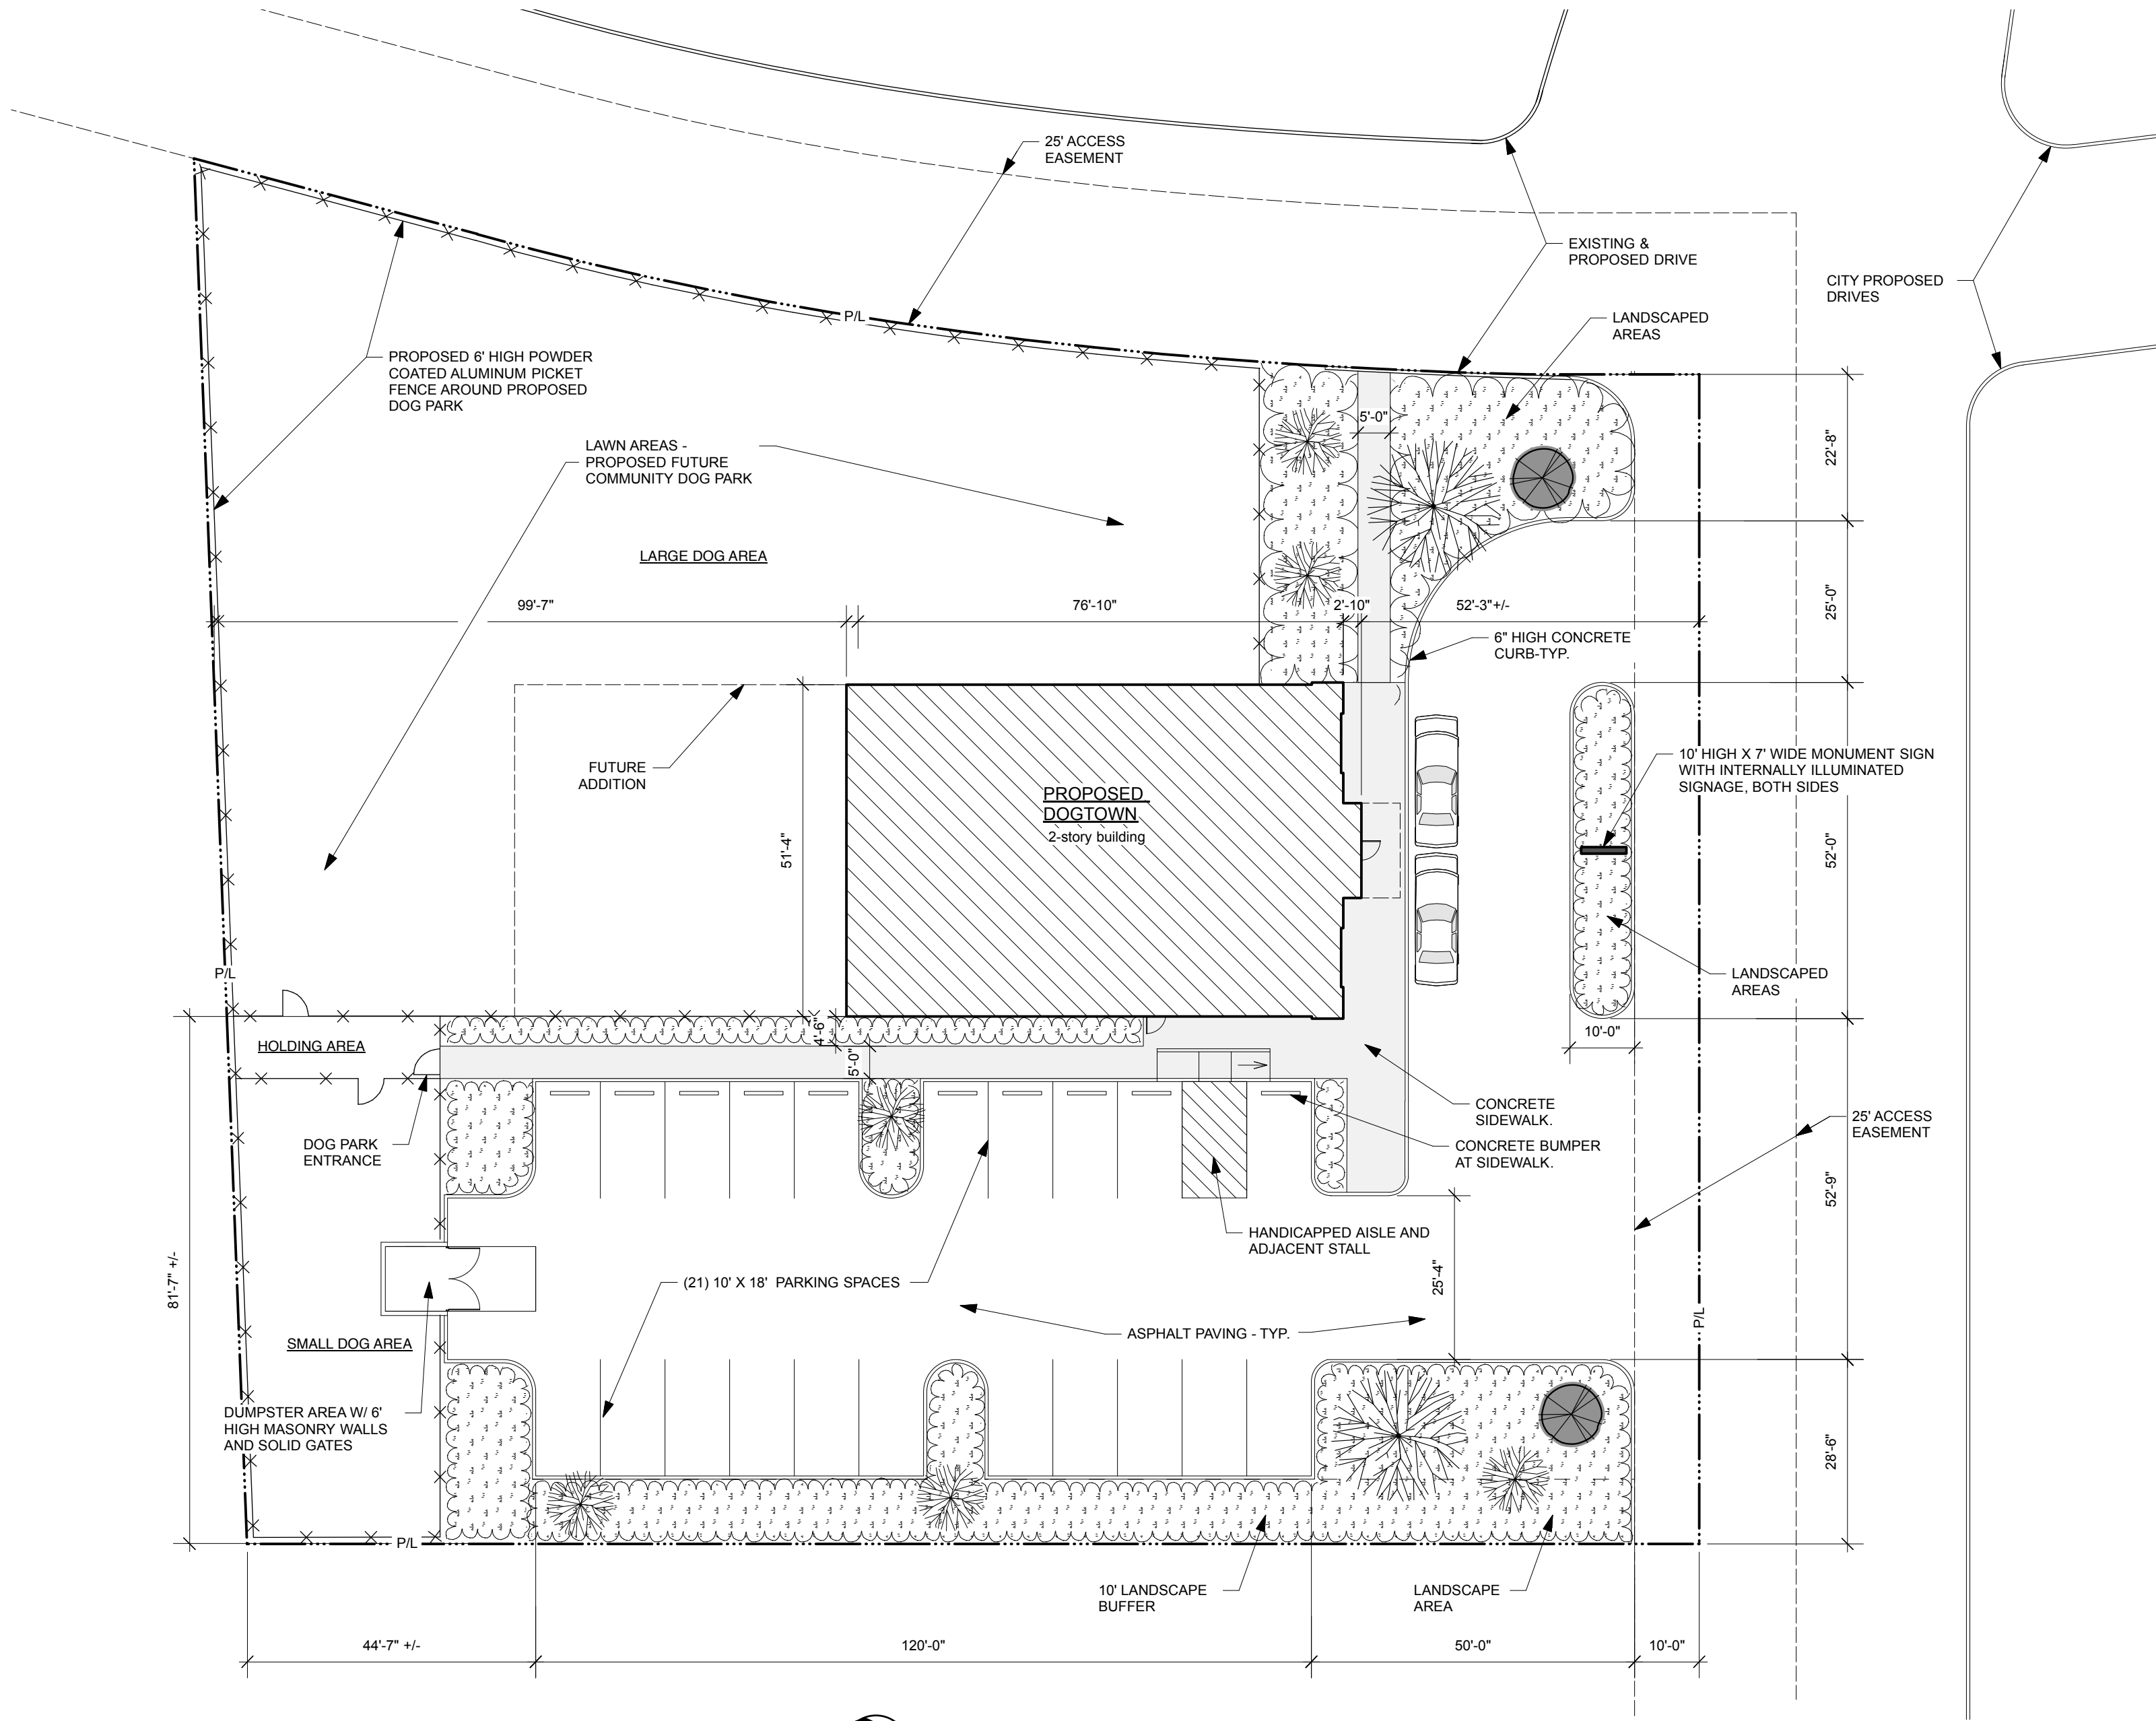 25' ACCESS
EASEMENT
EXISTING &
PROPOSED DRIVE
CITY PROPOSED
DRIVES
P/L
LANDSCAPED
AREAS
PROPOSED 6' HIGH POWDER
COATED ALUMINUM PICKET
FENCE AROUND PROPOSED
DOG PARK
5'-0"
22'-8"
LAWN AREAS -
PROPOSED FUTURE
COMMUNITY DOG PARK
LARGE DOG AREA
99'-7"
76'-10"
2'-10"
52'-3"+/-
25'-0"
6" HIGH CONCRETE
CURB-TYP.
FUTURE
ADDITION
PROPOSED
DOGTOWN
2-story building
51'-4"
10' HIGH X 7' WIDE MONUMENT SIGN
WITH INTERNALLY ILLUMINATED
SIGNAGE, BOTH SIDES
52'-0"
P/L
LANDSCAPED
AREAS
HOLDING AREA
4'-6"
5'-0"
10'-0"
DOG PARK
ENTRANCE
CONCRETE
SIDEWALK.
CONCRETE BUMPER
AT SIDEWALK.
25' ACCESS
EASEMENT
52'-9"
HANDICAPPED AISLE AND
ADJACENT STALL
81'-7" +/-
(21) 10' X 18' PARKING SPACES
25'-4"
ASPHALT PAVING - TYP.
P/L
SMALL DOG AREA
DUMPSTER AREA W/ 6'
HIGH MASONRY WALLS
AND SOLID GATES
28'-6"
P/L
10' LANDSCAPE
BUFFER
LANDSCAPE
AREA
44'-7" +/-
120'-0"
50'-0"
10'-0"